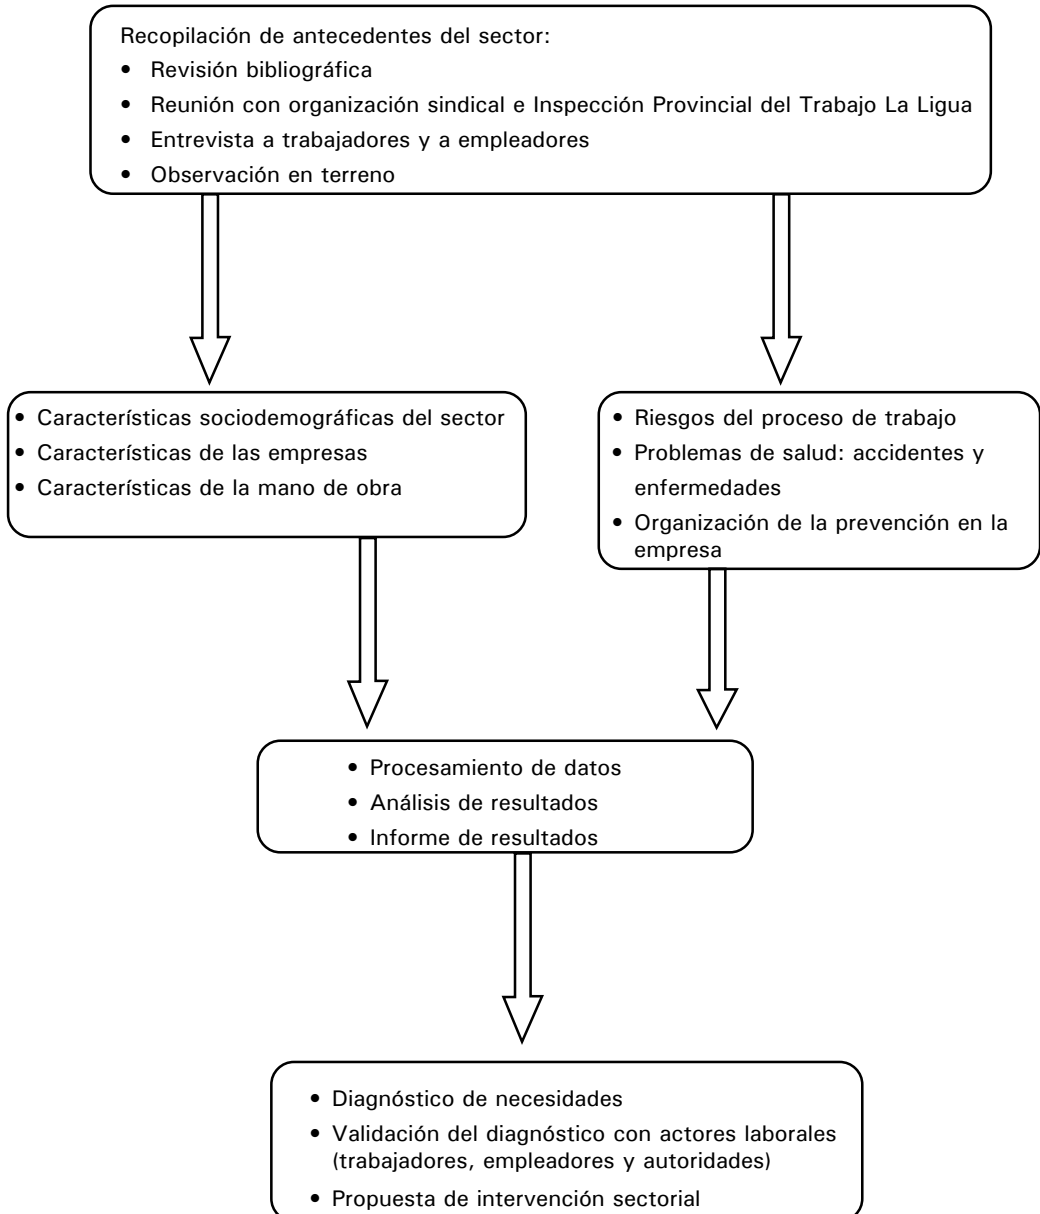 Recopilación de antecedentes del sector:
• Revisión bibliográfica
• Reunión con organización sindical e Inspección Provincial del Trabajo La Ligua
• Entrevista a trabajadores y a empleadores
• Observación en terreno
• Características sociodemográficas del sector
• Características de las empresas
• Características de la mano de obra
• Riesgos del proceso de trabajo
• Problemas de salud: accidentes y
enfermedades
• Organización de la prevención en la
empresa
• Procesamiento de datos
• Análisis de resultados
• Informe de resultados
• Diagnóstico de necesidades
• Validación del diagnóstico con actores laborales
(trabajadores, empleadores y autoridades)
• Propuesta de intervención sectorial